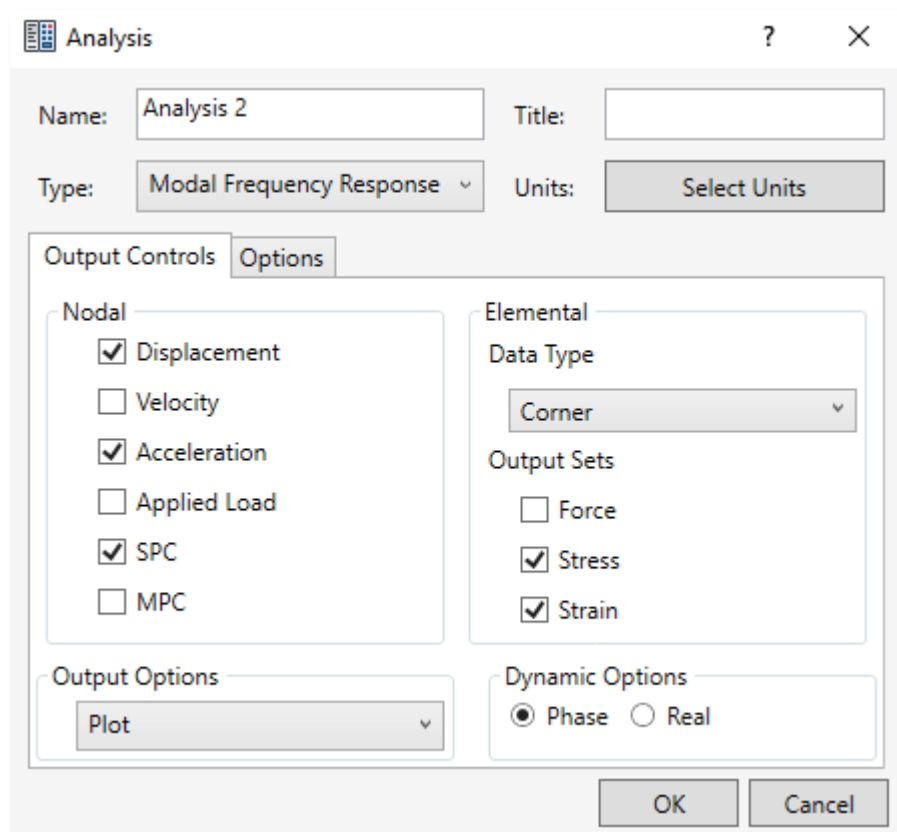 Analysis ?
Name: Analysis 2 Title:
Type: Modal Frequency Response Units: Select Units
Output Controls Options
Nodal
Displacement
Velocity
Acceleration
Applied Load
SPC
MPC
Elemental
Data Type
Corner
Output Sets
Force
Stress
Strain
Output Options
Plot
Dynamic Options
Phase Real
OK Cancel